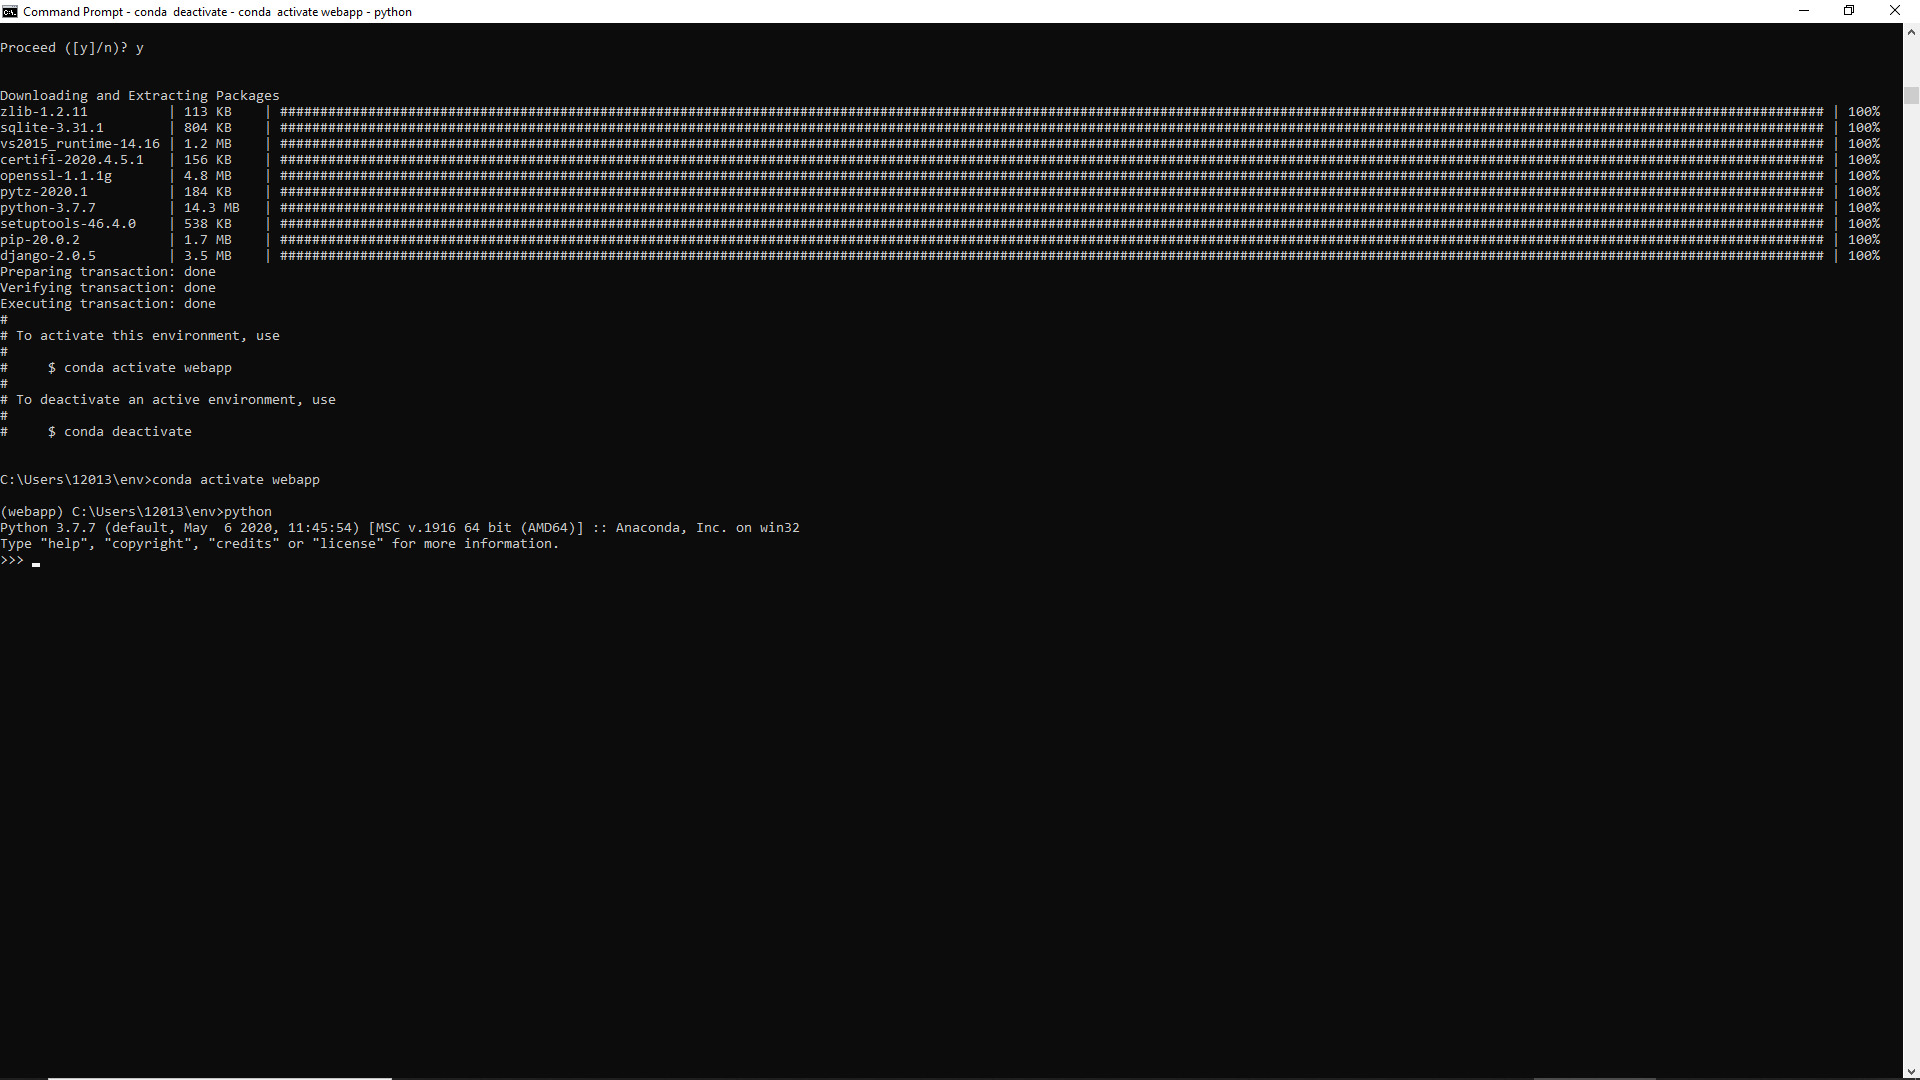 Command Prompt - conda  deactivate - conda  activate webapp - python
Proceed ([y]/n)? y
Downloading and Extracting Packages
zlib-1.2.11          | 113 KB    | ################################################################################################################################################################################################# | 100%
sqlite-3.31.1        | 804 KB    | ################################################################################################################################################################################################# | 100%
vs2015_runtime-14.16 | 1.2 MB    | ################################################################################################################################################################################################# | 100%
certifi-2020.4.5.1   | 156 KB    | ################################################################################################################################################################################################# | 100%
openssl-1.1.1g       | 4.8 MB    | ################################################################################################################################################################################################# | 100%
pytz-2020.1          | 184 KB    | ################################################################################################################################################################################################# | 100%
python-3.7.7         | 14.3 MB   | ################################################################################################################################################################################################# | 100%
setuptools-46.4.0    | 538 KB    | ################################################################################################################################################################################################# | 100%
pip-20.0.2           | 1.7 MB    | ################################################################################################################################################################################################# | 100%
django-2.0.5         | 3.5 MB    | ################################################################################################################################################################################################# | 100%
Preparing transaction: done
Verifying transaction: done
Executing transaction: done
#
# To activate this environment, use
#
#     $ conda activate webapp
#
# To deactivate an active environment, use
#
#     $ conda deactivate
C:\Users\12013\env>conda activate webapp
(webapp) C:\Users\12013\env>python
Python 3.7.7 (default, May  6 2020, 11:45:54) [MSC v.1916 64 bit (AMD64)] :: Anaconda, Inc. on win32
Type "help", "copyright", "credits" or "license" for more information.
>>>